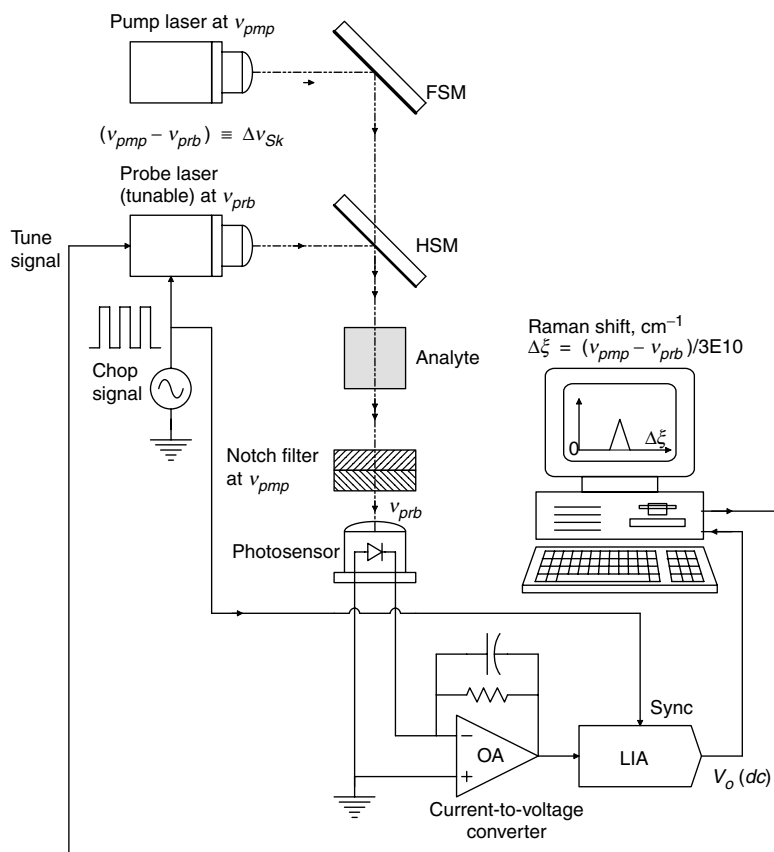 Pump laser at ν_pmp
FSM
(ν_pmp – ν_prb) ≡ Δν_Sk
Probe laser
(tunable) at ν_prb
HSM
Tune
signal
Chop
signal
Analyte
Raman shift, cm⁻¹
Δξ = (ν_pmp – ν_prb)/3E10
0
Δξ
Notch filter
at ν_pmp
ν_prb
Photosensor
Sync
–
+
OA
LIA
V_o (dc)
Current-to-voltage
converter